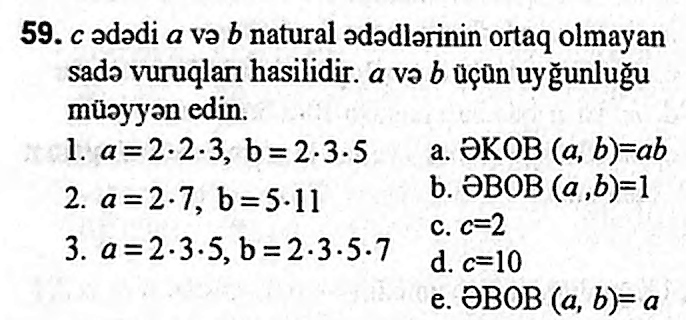 59. c ədədi a və b natural ədədlərinin ortaq olmayan
sadə vuruqları hasilidir. a və b üçün uyğunluğu
müəyyən edin.
1. a=2·2·3, b=2·3·5
2. a=2·7, b=5·11
3. a=2·3·5, b=2·3·5·7
a. ƏKOB (a, b)=ab
b. ƏBOB (a ,b)=1
c. c=2
d. c=10
e. ƏBOB (a, b)= a